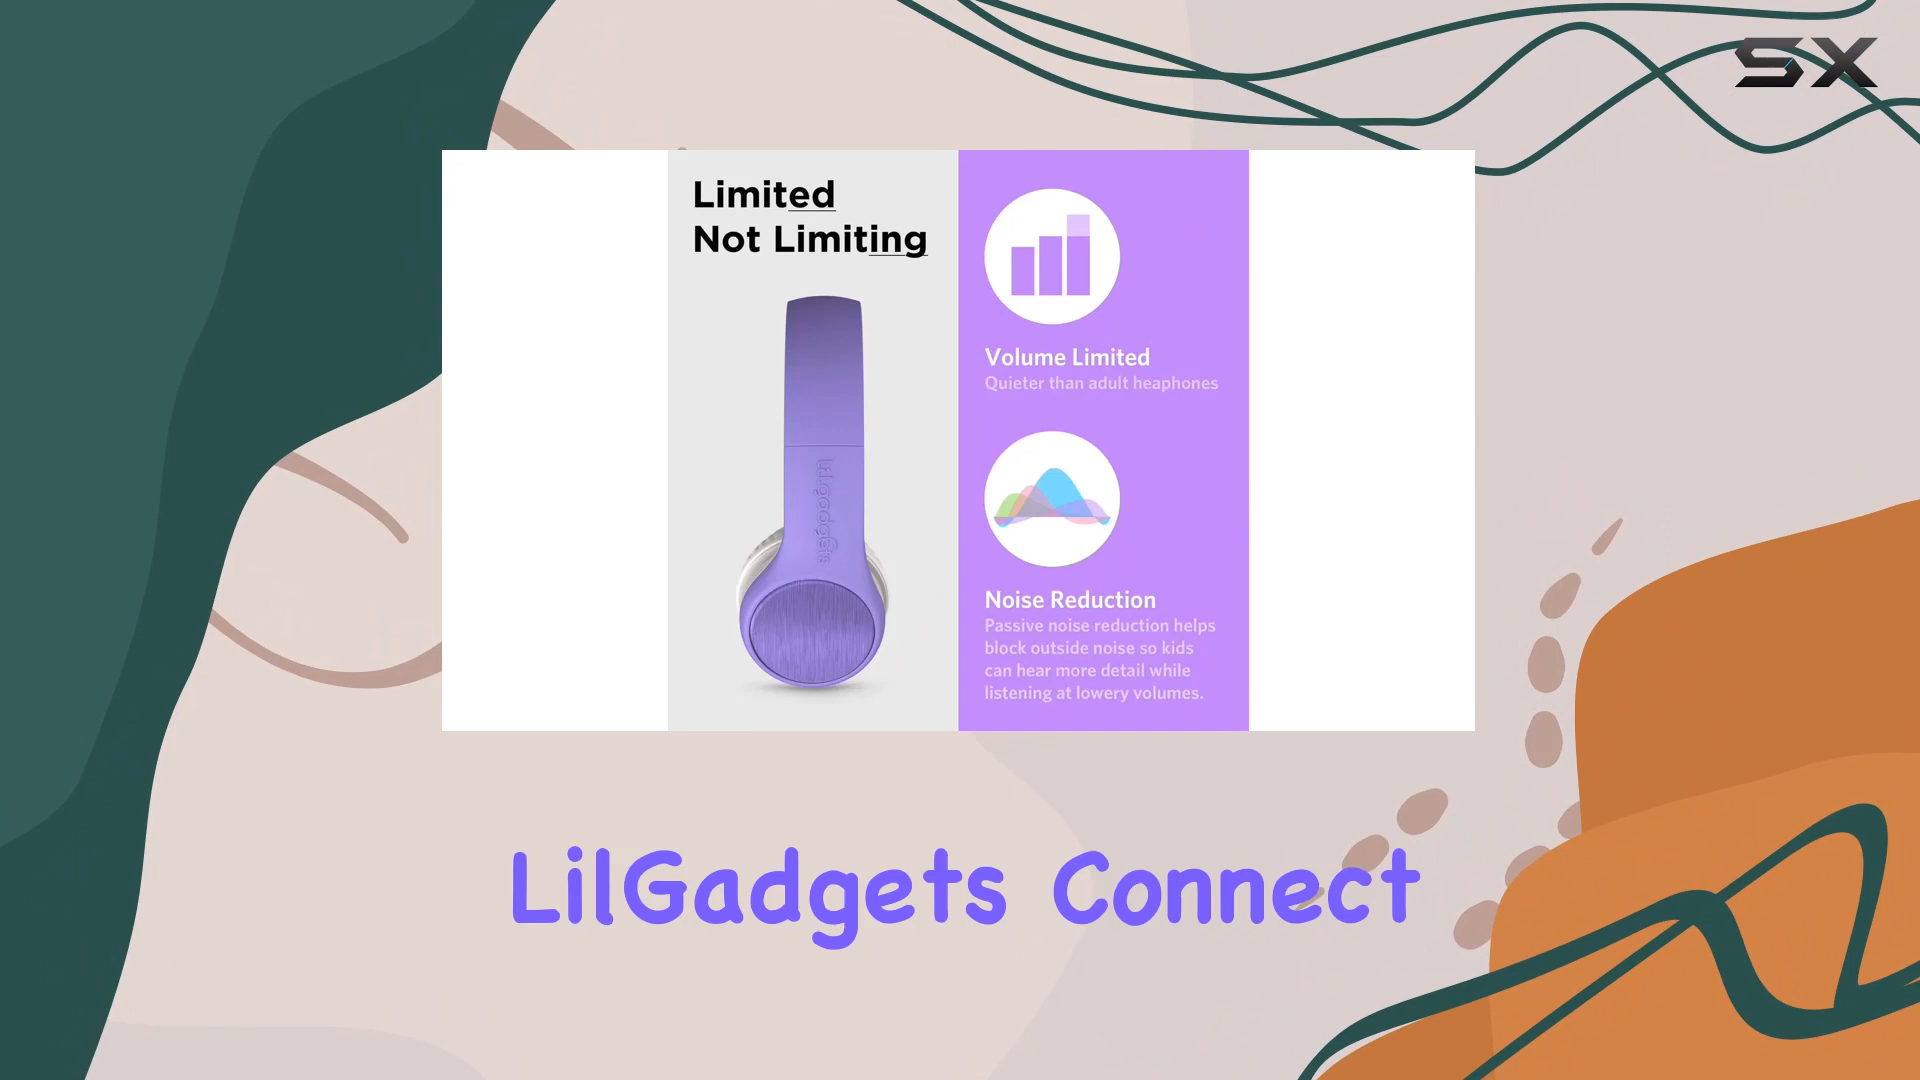 SX
Limited
Not Limiting
LilGadgets
Volume Limited
Quieter than adult heaphones
Noise Reduction
Passive noise reduction helps
block outside noise so kids
can hear more detail while
listening at lowery volumes.
LilGadgets Connect